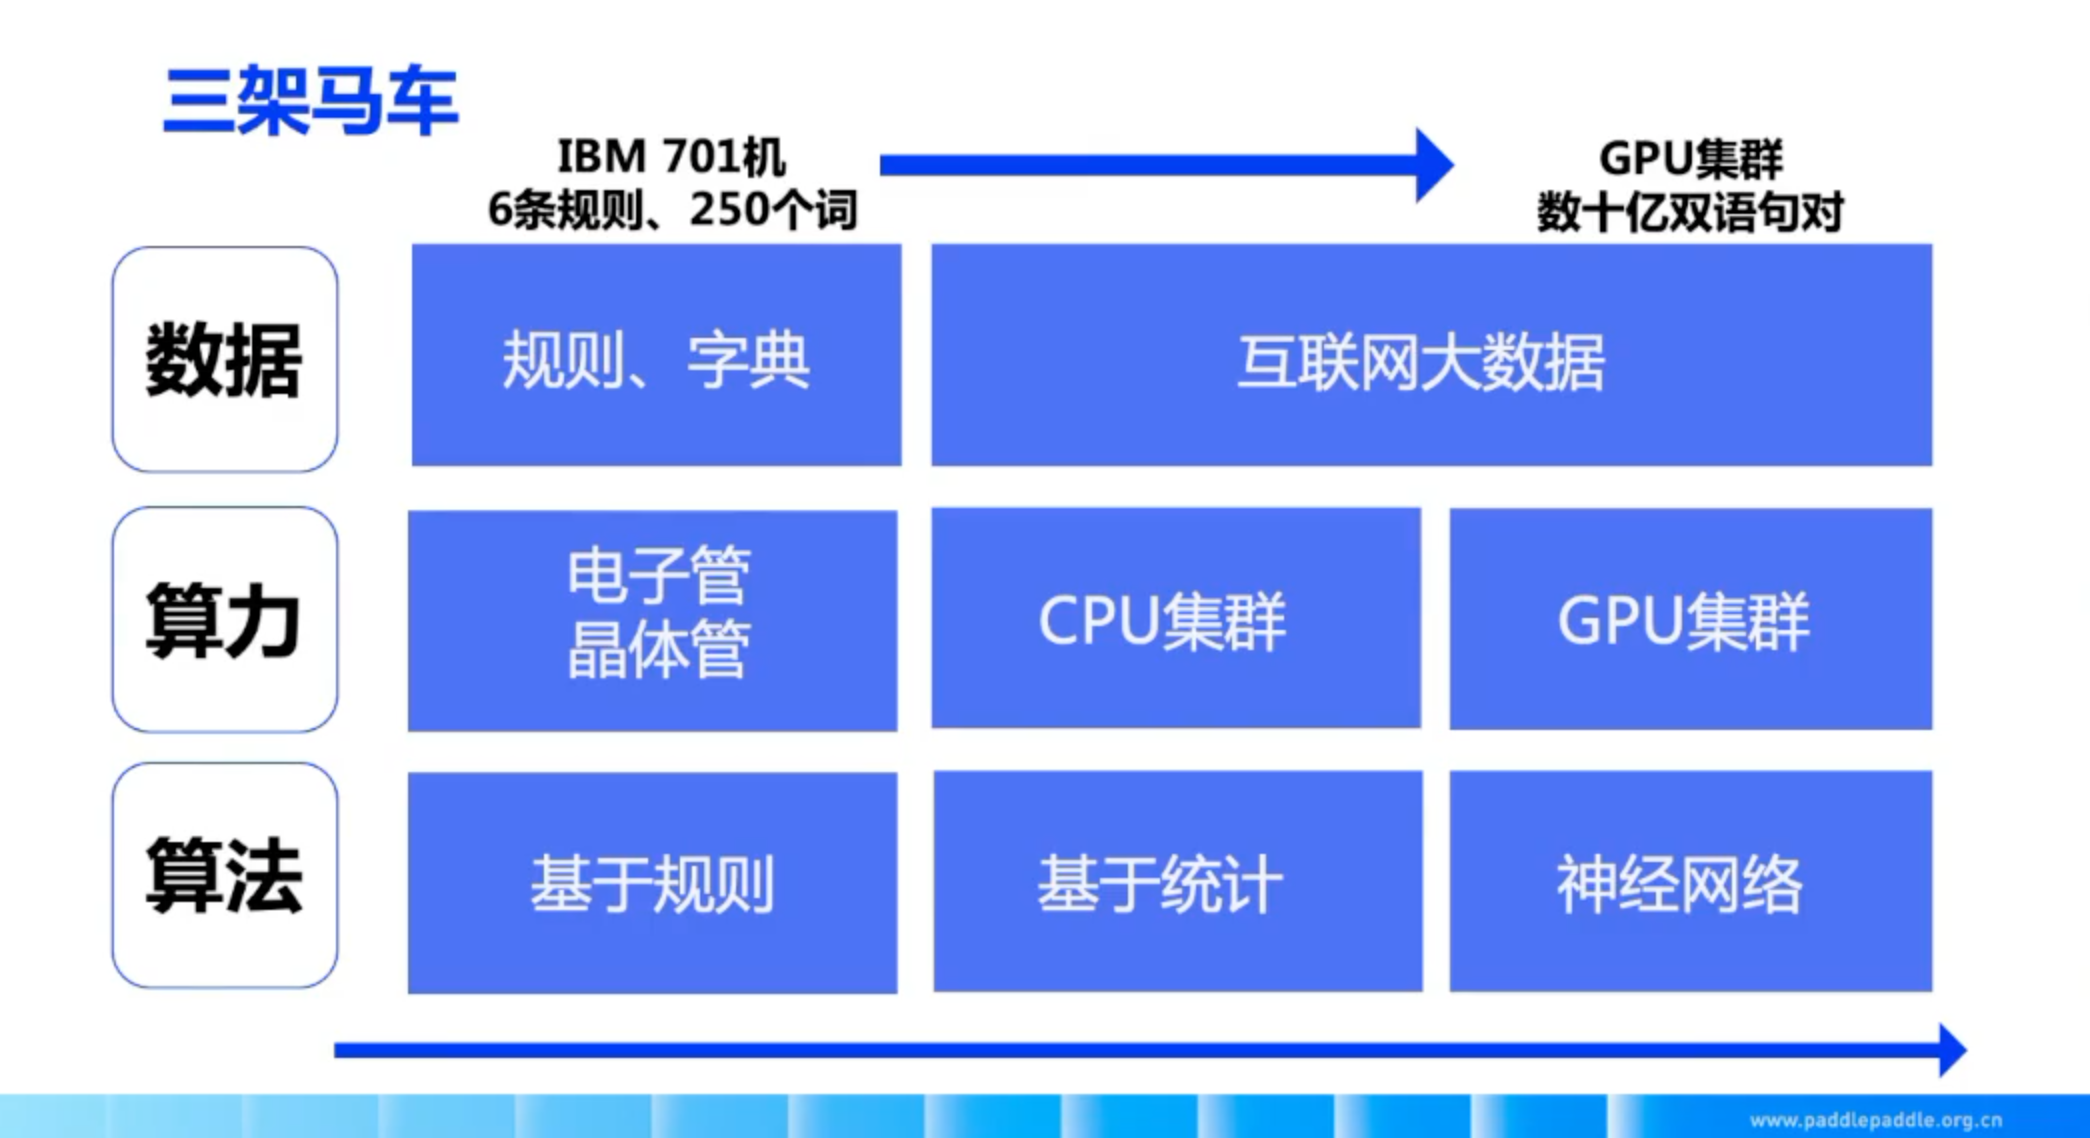 三架马车
IBM 701机
6条规则、250个词
GPU集群
数十亿双语句对
数据
规则、字典
互联网大数据
算力
电子管
晶体管
CPU集群
GPU集群
算法
基于规则
基于统计
神经网络
www.paddlepaddle.org.cn